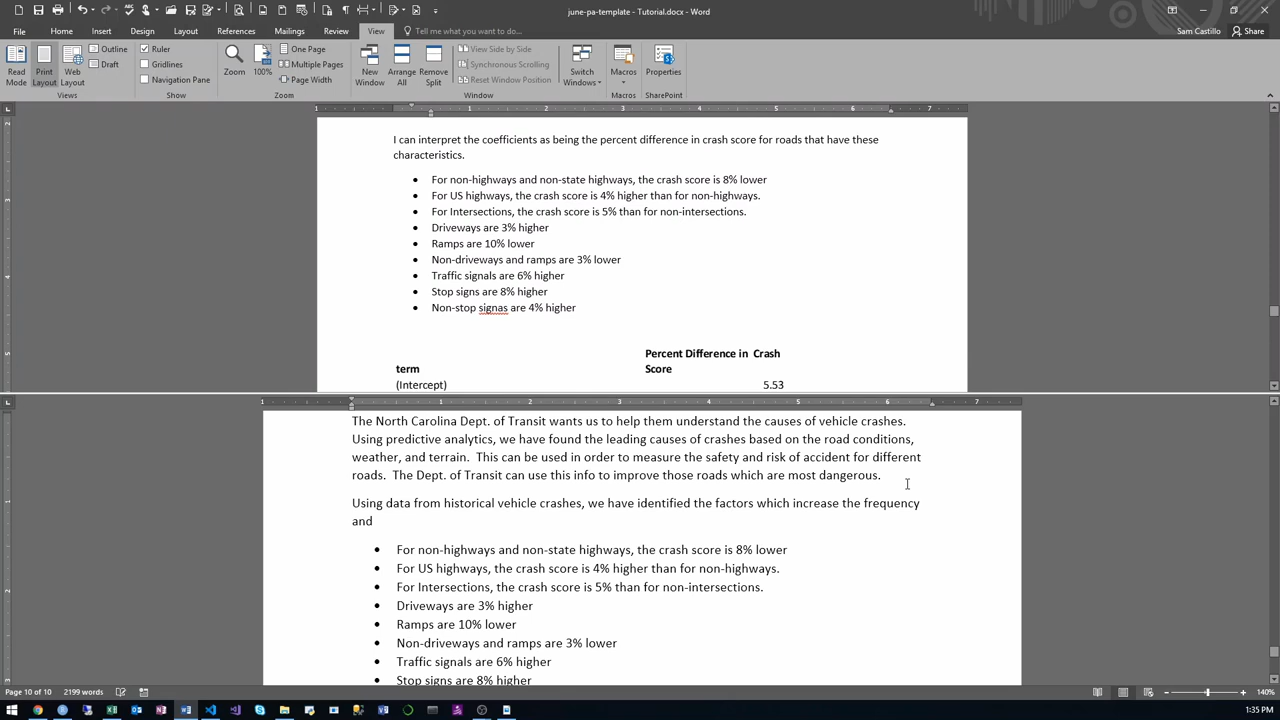 june-pa-template - Tutorial.docx - Word
File Home Insert Design Layout References Mailings Review View Tell me what you want to do... Sam Castillo Share
Read Mode
Print Layout
Web Layout
Outline
Draft
Views
Ruler
Gridlines
Navigation Pane
Show
Zoom
100%
One Page
Multiple Pages
Page Width
Zoom
New Window
Arrange All
Remove Split
View Side by Side
Synchronous Scrolling
Reset Window Position
Window
Switch Windows
Macros
Macros
Properties
SharePoint
I can interpret the coefficients as being the percent difference in crash score for roads that have these
characteristics.
• For non-highways and non-state highways, the crash score is 8% lower
• For US highways, the crash score is 4% higher than for non-highways.
• For Intersections, the crash score is 5% than for non-intersections.
• Driveways are 3% higher
• Ramps are 10% lower
• Non-driveways and ramps are 3% lower
• Traffic signals are 6% higher
• Stop signs are 8% higher
• Non-stop signas are 4% higher
Percent Difference in Crash
term Score
(Intercept) 5.53
The North Carolina Dept. of Transit wants us to help them understand the causes of vehicle crashes.
Using predictive analytics, we have found the leading causes of crashes based on the road conditions,
weather, and terrain. This can be used in order to measure the safety and risk of accident for different
roads. The Dept. of Transit can use this info to improve those roads which are most dangerous.
Using data from historical vehicle crashes, we have identified the factors which increase the frequency
and
• For non-highways and non-state highways, the crash score is 8% lower
• For US highways, the crash score is 4% higher than for non-highways.
• For Intersections, the crash score is 5% than for non-intersections.
• Driveways are 3% higher
• Ramps are 10% lower
• Non-driveways and ramps are 3% lower
• Traffic signals are 6% higher
• Stop signs are 8% higher
Page 10 of 10 2199 words 140%
1:35 PM